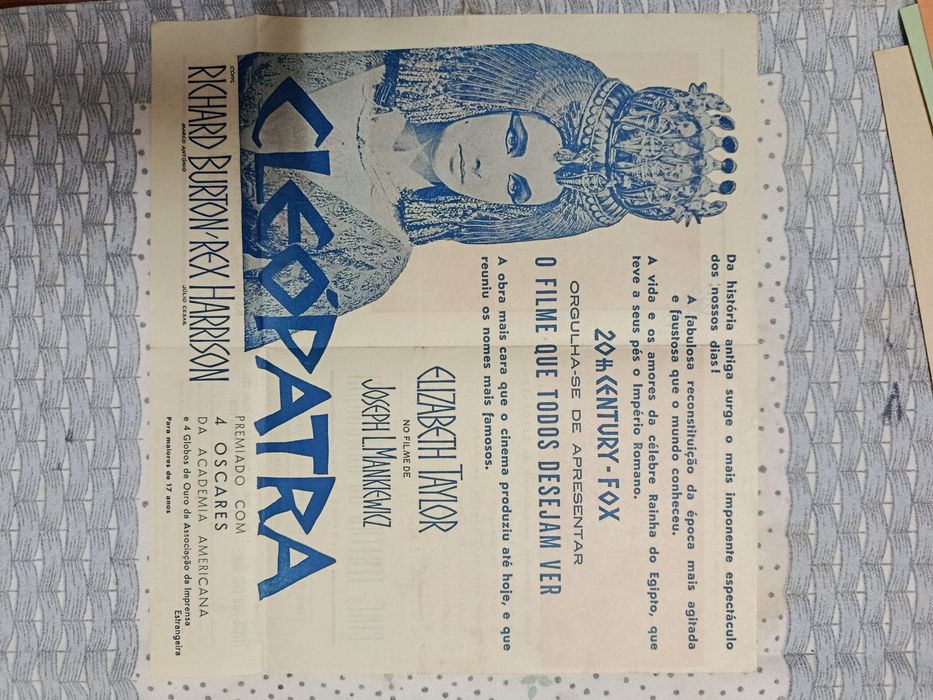 Da história antiga surge o mais imponente espectáculo
dos nossos dias!
A fabulosa reconstituïção da época mais agitada
e faustosa que o mundo conheceu.
A vida e os amores da célebre Rainha do Egipto, que
teve a seus pés o Império Romano.
20th CENTURY-FOX
ORGULHA-SE DE APRESENTAR
O FILME QUE TODOS DESEJAM VER
A obra mais cara que o cinema produziu até hoje, e que
reuniu os nomes mais famosos.
ELIZABETH TAYLOR
NO FILME DE
JOSEPH L. MANKIEWICZ
CLEÓPATRA
com
RICHARD BURTON·REX HARRISON
MARCO ANTÓNIO JÚLIO CESAR
PREMIADO COM
4 OSCARES
DA ACADEMIA AMERICANA
e 4 Globos de Ouro da Associação da Imprensa
Estrangeira
Para maiores de 17 anos